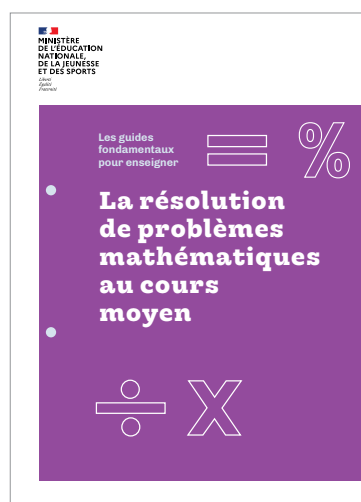 MINISTÈRE
DE L'ÉDUCATION
NATIONALE,
DE LA JEUNESSE
ET DES SPORTS
Liberté
Égalité
Fraternité
Les guides
fondamentaux
pour enseigner
= %
La résolution
de problèmes
mathématiques
au cours
moyen
÷ X